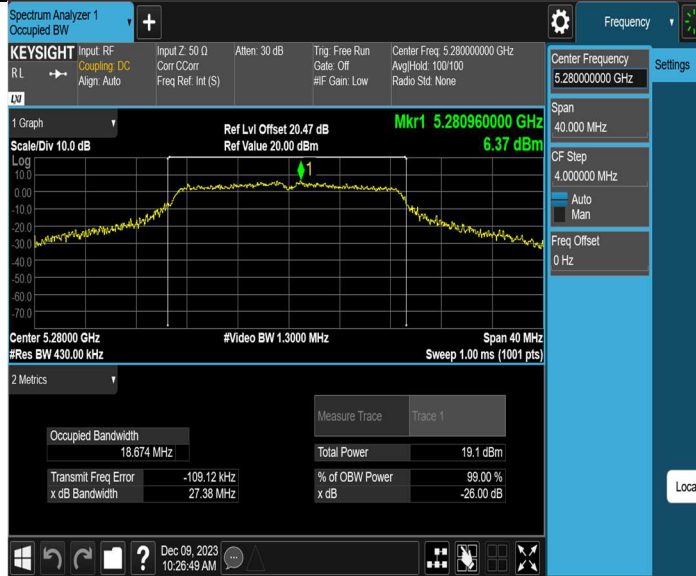 Spectrum Analyzer 1
Occupied BW
+
Frequency
KEYSIGHT
Input: RF
Input Z: 50 Ω
Atten: 30 dB
Trig: Free Run
Center Freq: 5.280000000 GHz
RL
Coupling: DC
Corr CCorr
Gate: Off
Avg|Hold: 100/100
Align: Auto
Freq Ref: Int (S)
#IF Gain: Low
Radio Std: None
LXI
Center Frequency
5.280000000 GHz
Settings
Span
40.000 MHz
CF Step
4.000000 MHz
Auto
Man
Freq Offset
0 Hz
1 Graph
Ref Lvl Offset 20.47 dB
Mkr1 5.280960000 GHz
Scale/Div 10.0 dB
Ref Value 20.00 dBm
6.37 dBm
Log
10.0
0.00
-10.0
-20.0
-30.0
-40.0
-50.0
-60.0
-70.0
1
Center 5.28000 GHz
#Video BW 1.3000 MHz
Span 40 MHz
#Res BW 430.00 kHz
Sweep 1.00 ms (1001 pts)
2 Metrics
Measure Trace
Trace 1
Occupied Bandwidth
18.674 MHz
Total Power
19.1 dBm
Transmit Freq Error
-109.12 kHz
% of OBW Power
99.00 %
x dB Bandwidth
27.38 MHz
x dB
-26.00 dB
Loca
?
Dec 09, 2023
10:26:49 AM